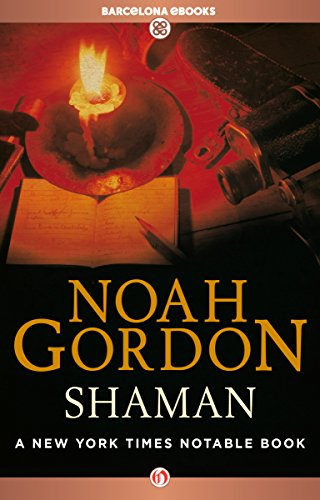 BARCELONA eBOOKS
NOAH
GORDON
SHAMAN
A NEW YORK TIMES NOTABLE BOOK